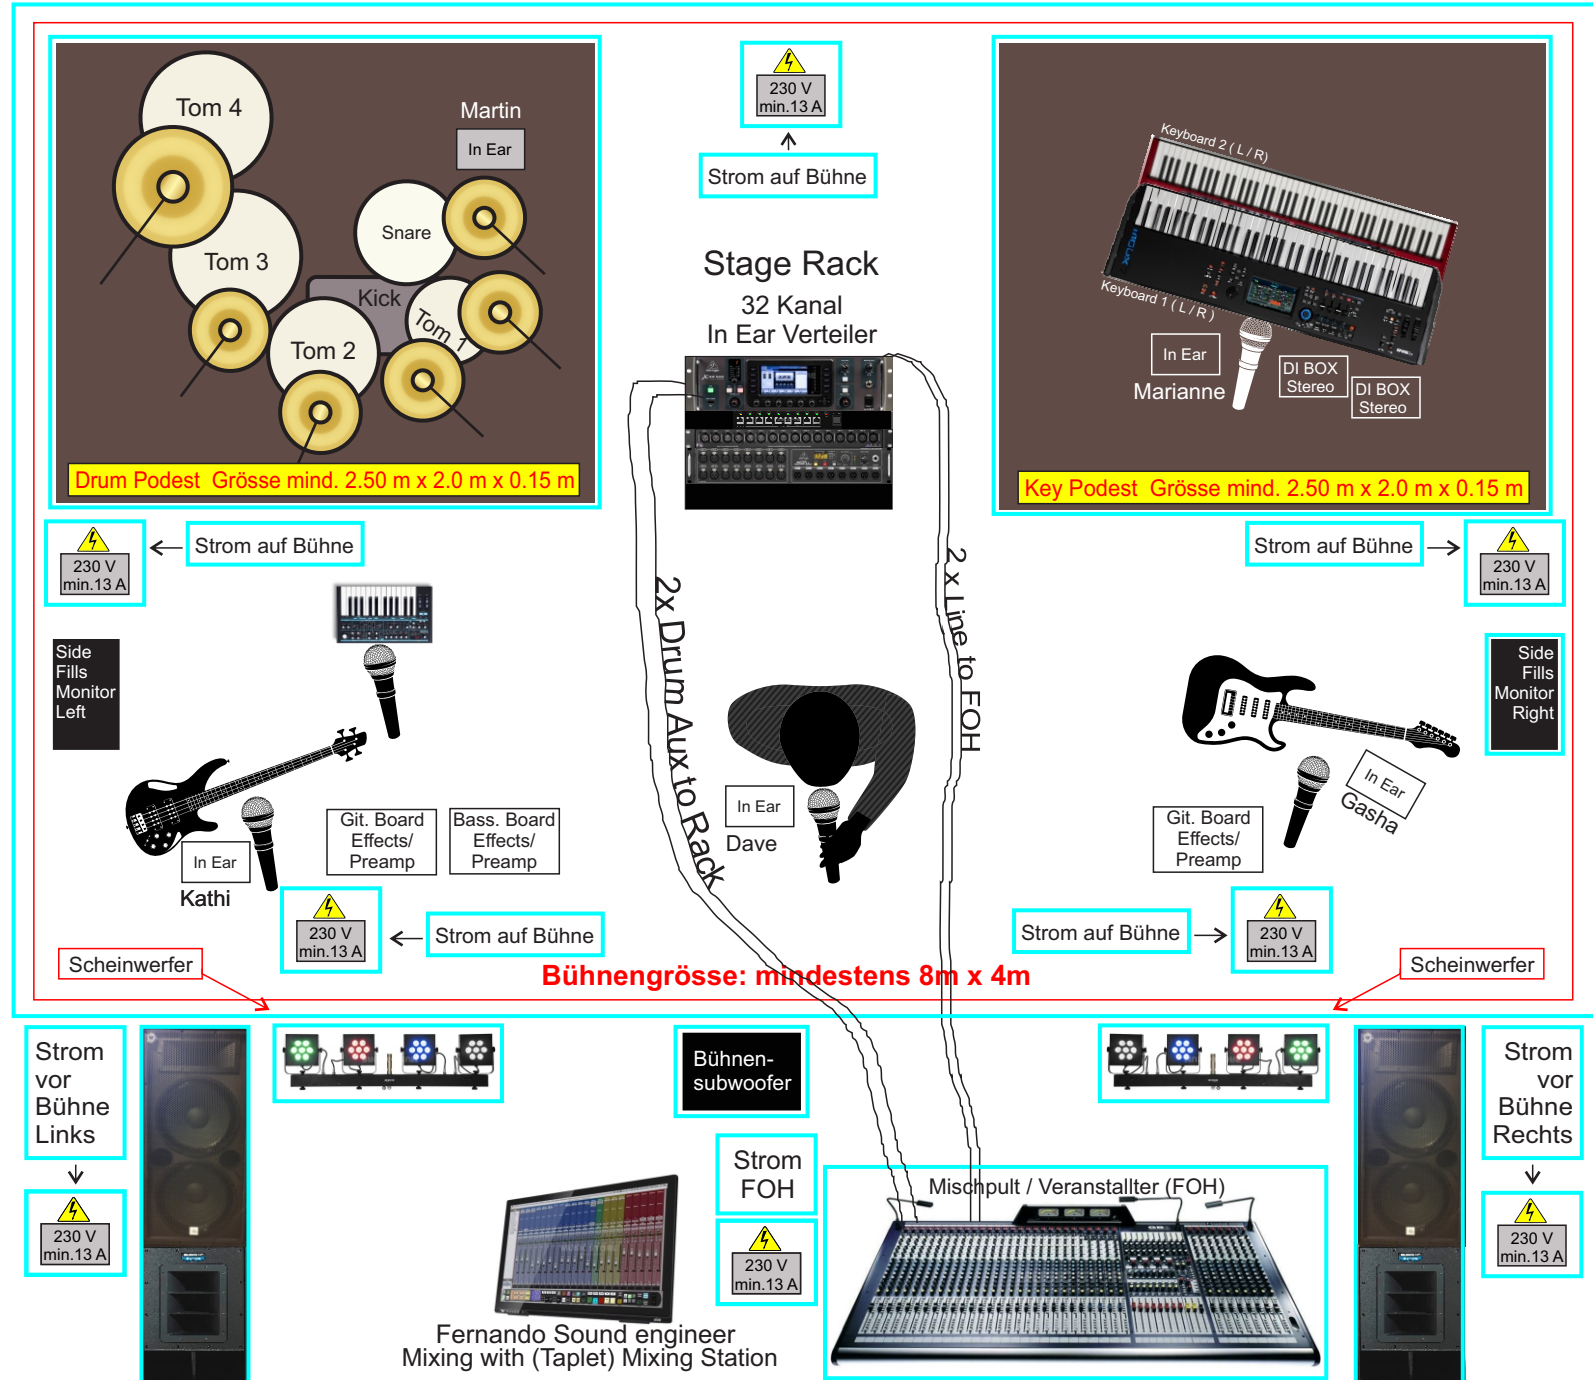 Tom 4
Martin
In Ear
Snare
Tom 3
Kick
Tom 1
Tom 2
Drum Podest  Grösse mind. 2.50 m x 2.0 m x 0.15 m
230 V
min.13 A
Strom auf Bühne
Stage Rack
32 Kanal
In Ear Verteiler
Keyboard 2 ( L / R)
Keyboard 1 ( L / R )
In Ear
Marianne
DI BOX
Stereo
DI BOX
Stereo
Key Podest  Grösse mind. 2.50 m x 2.0 m x 0.15 m
230 V
min.13 A
Strom auf Bühne
Strom auf Bühne
230 V
min.13 A
Side
Fills
Monitor
Left
2x Drum Aux to Rack
2 x Line to FOH
Side
Fills
Monitor
Right
In Ear
Kathi
Git. Board
Effects/
Preamp
Bass. Board
Effects/
Preamp
In Ear
Dave
Git. Board
Effects/
Preamp
In Ear
Gasha
230 V
min.13 A
Strom auf Bühne
Strom auf Bühne
230 V
min.13 A
Scheinwerfer
Bühnengrösse: mindestens 8m x 4m
Scheinwerfer
Strom
vor
Bühne
Links
230 V
min.13 A
Bühnen-
subwoofer
Strom
FOH
230 V
min.13 A
Mischpult / Veranstallter (FOH)
Strom
vor
Bühne
Rechts
230 V
min.13 A
Fernando Sound engineer
Mixing with (Taplet) Mixing Station